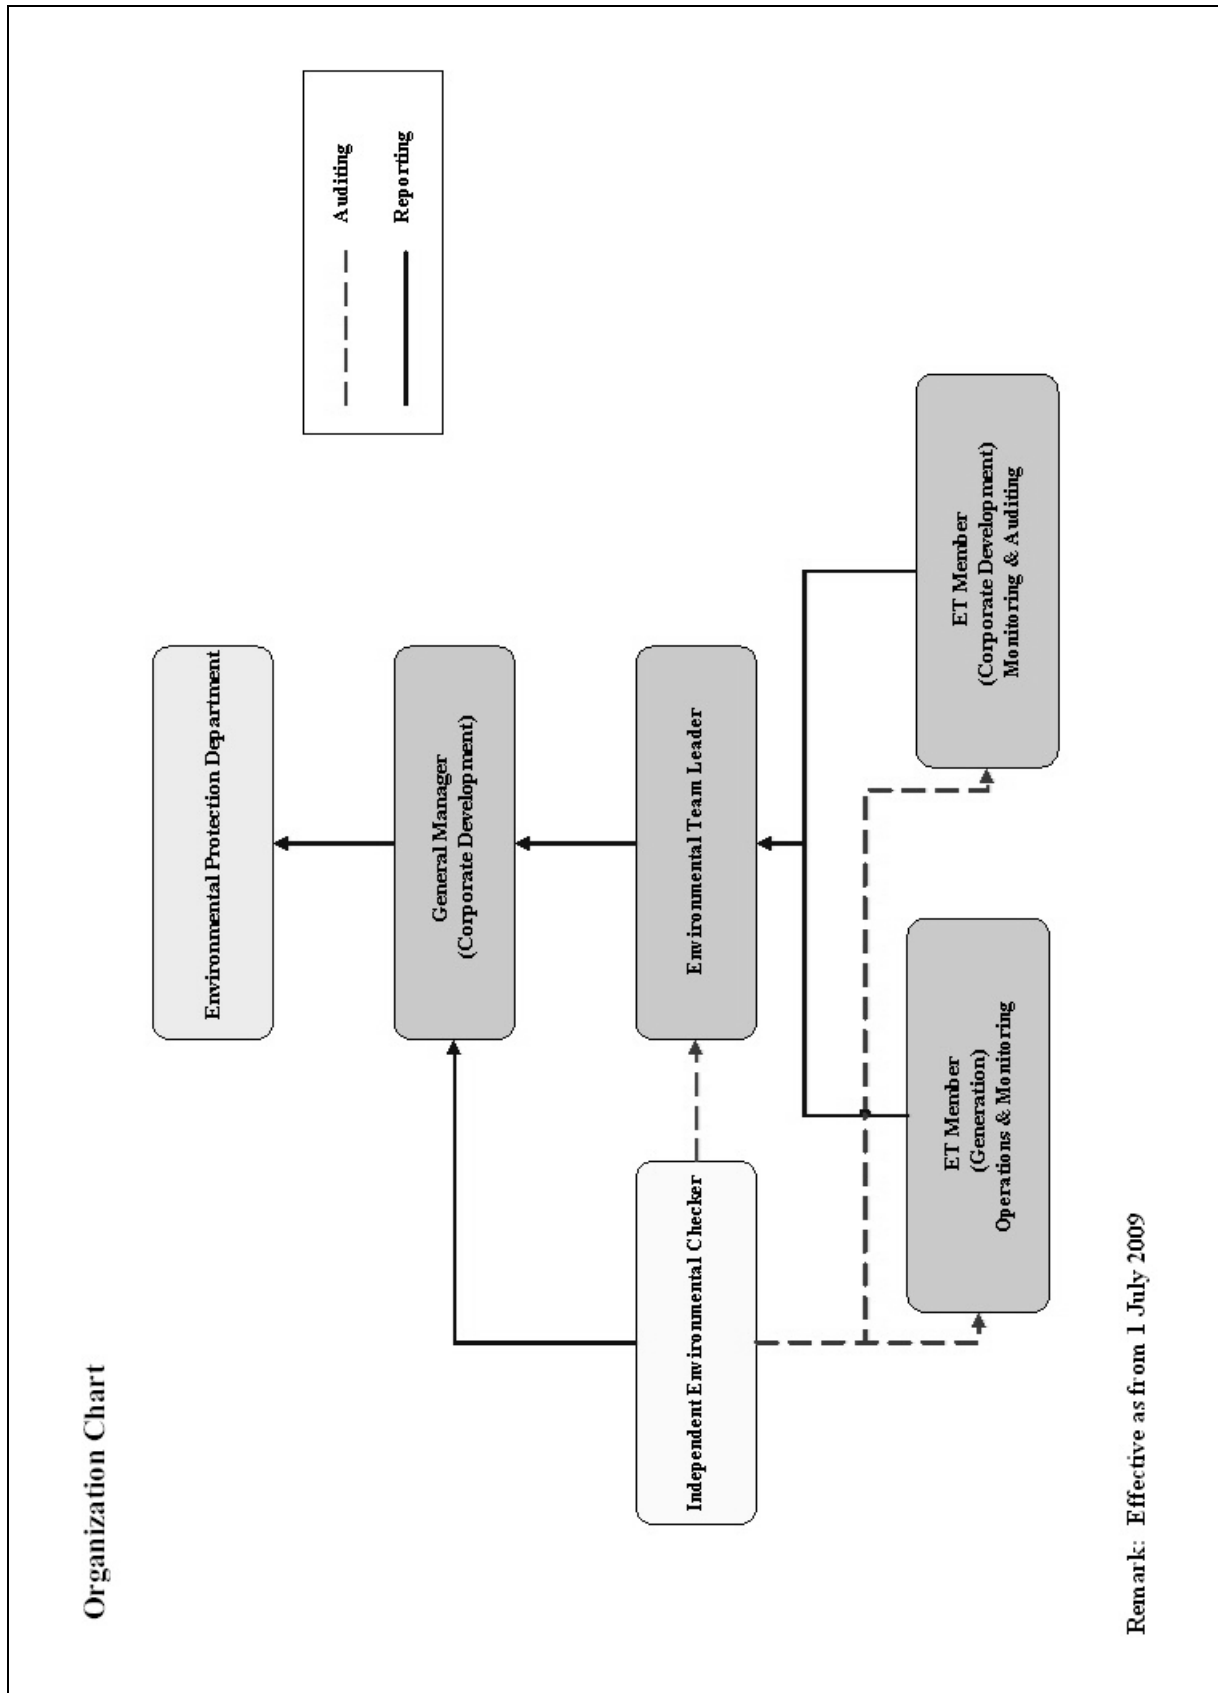 Organization Chart
Auditing
Reporting
Environmental Protection Department
General Manager
(Corporate Development)
Independent Environmental Checker
Environmental Team Leader
ET Member
(Generation)
Operations & Monitoring
ET Member
(Corporate Development)
Monitoring & Auditing
Remark: Effective as from 1 July 2009